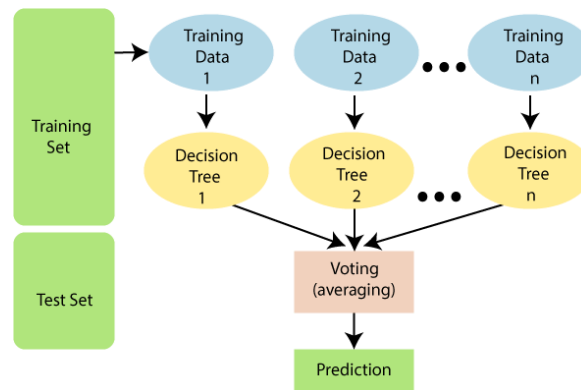 Training
Set
Test Set
Training
Data
1
Training
Data
2
Training
Data
n
Decision
Tree
1
Decision
Tree
2
Decision
Tree
n
Voting
(averaging)
Prediction